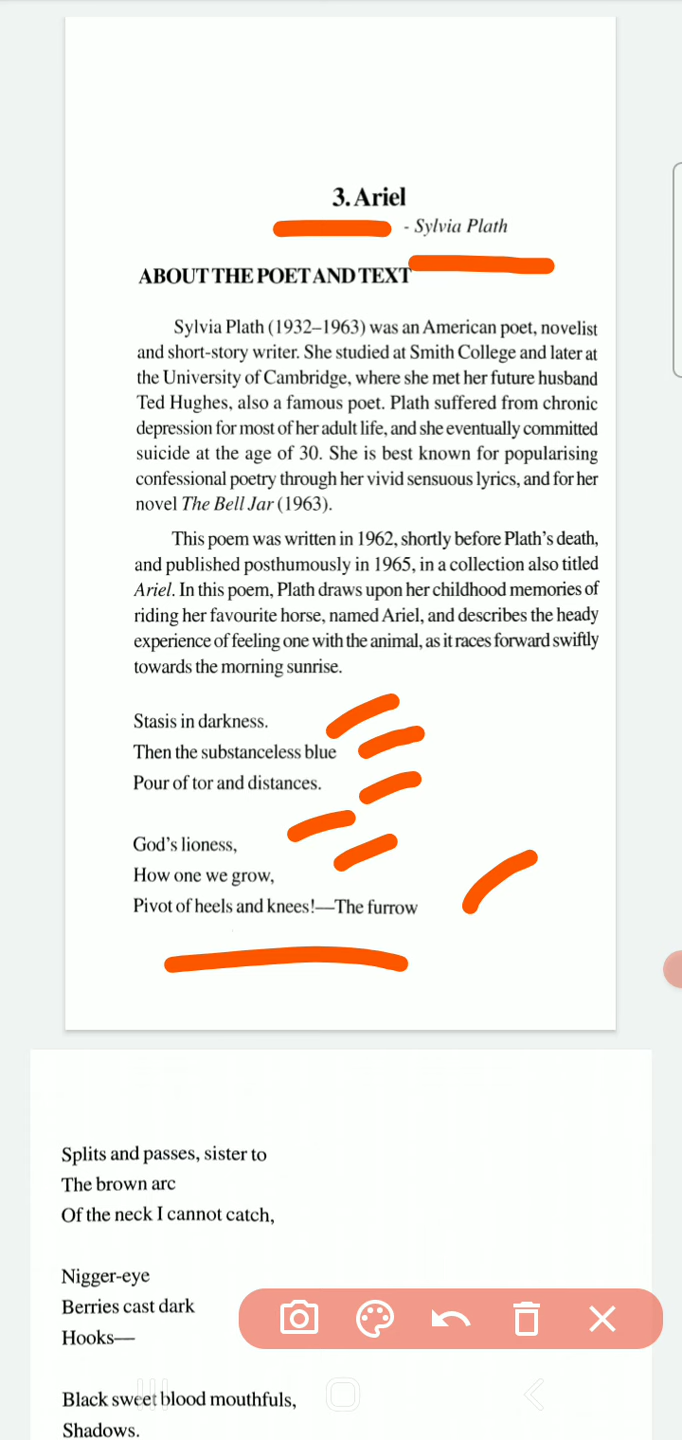 3. Ariel
- Sylvia Plath
ABOUT THE POET AND TEXT
Sylvia Plath (1932–1963) was an American poet, novelist
and short-story writer. She studied at Smith College and later at
the University of Cambridge, where she met her future husband
Ted Hughes, also a famous poet. Plath suffered from chronic
depression for most of her adult life, and she eventually committed
suicide at the age of 30. She is best known for popularising
confessional poetry through her vivid sensuous lyrics, and for her
novel The Bell Jar (1963).
This poem was written in 1962, shortly before Plath's death,
and published posthumously in 1965, in a collection also titled
Ariel. In this poem, Plath draws upon her childhood memories of
riding her favourite horse, named Ariel, and describes the heady
experience of feeling one with the animal, as it races forward swiftly
towards the morning sunrise.
Stasis in darkness.
Then the substanceless blue
Pour of tor and distances.
God's lioness,
How one we grow,
Pivot of heels and knees!—The furrow
Splits and passes, sister to
The brown arc
Of the neck I cannot catch,
Nigger-eye
Berries cast dark
Hooks—
Black sweet blood mouthfuls,
Shadows.